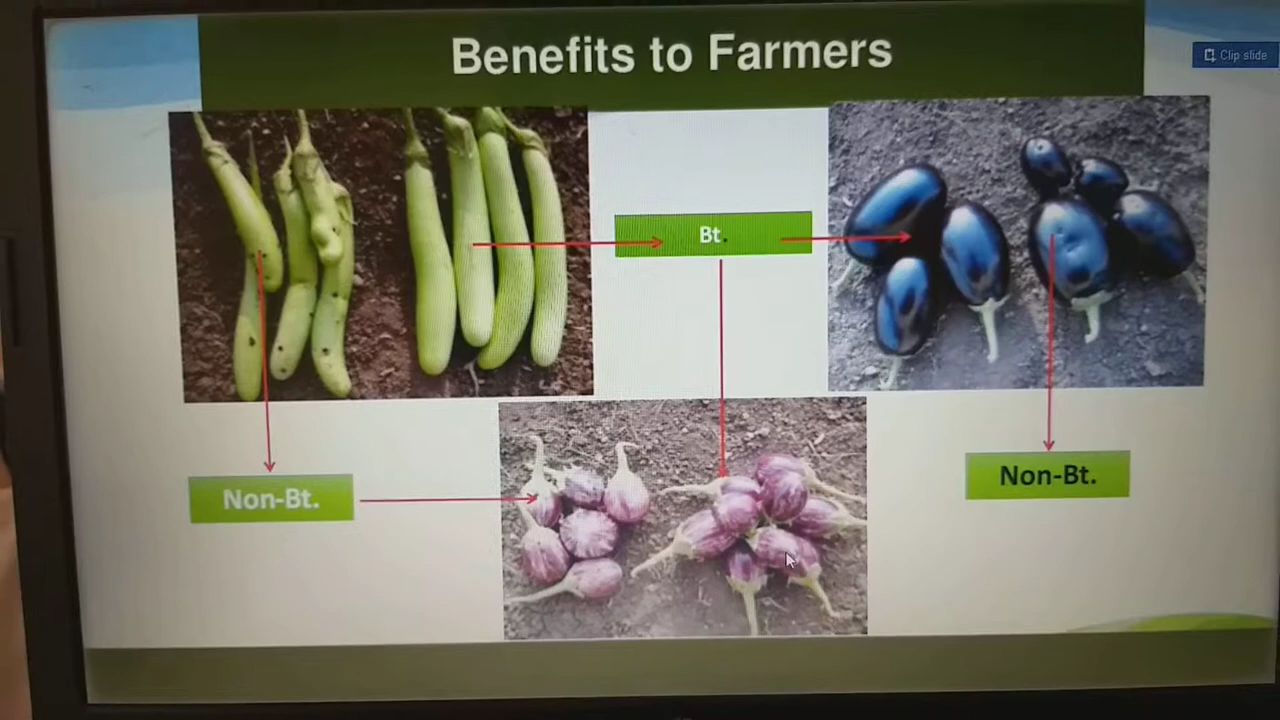 Benefits to Farmers
Clip slide
Bt.
Non-Bt.
Non-Bt.